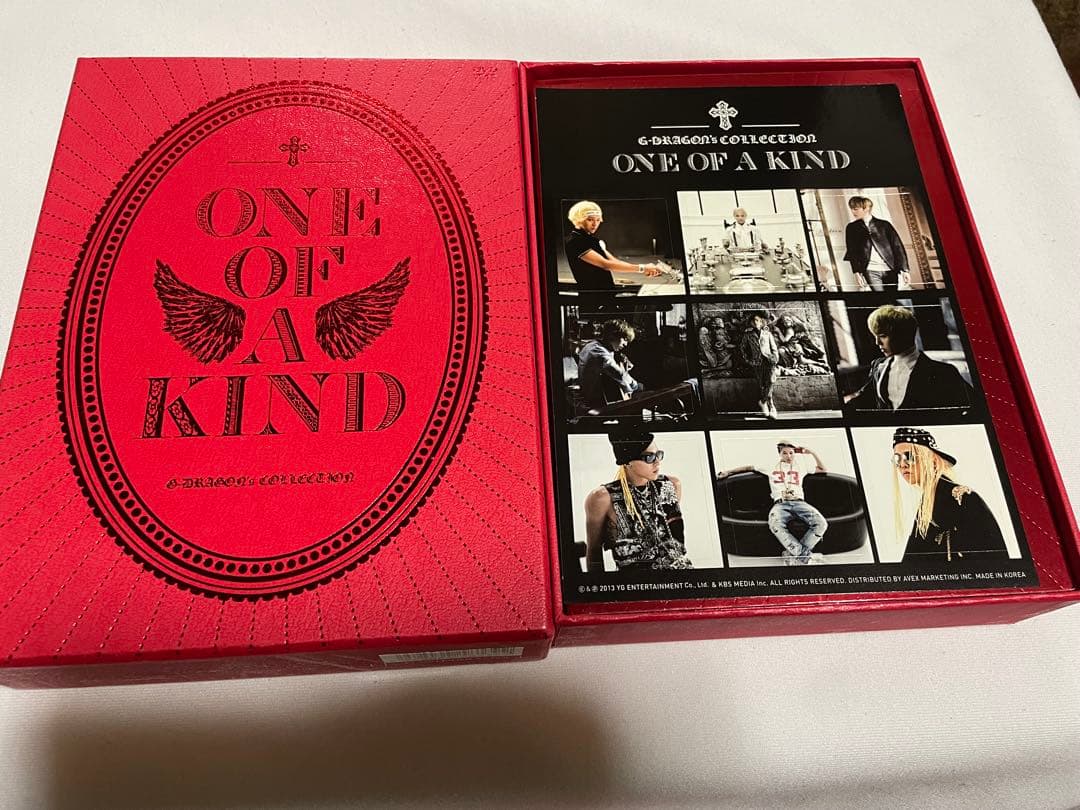 ONE
OF
A
KIND
G-DRAGON's COLLECTION
G-DRAGON's COLLECTION
ONE OF A KIND
33
© & ℗ 2013 YG ENTERTAINMENT Co., Ltd. & KBS MEDIA Inc. ALL RIGHTS RESERVED. DISTRIBUTED BY AVEX MARKETING INC. MADE IN KOREA